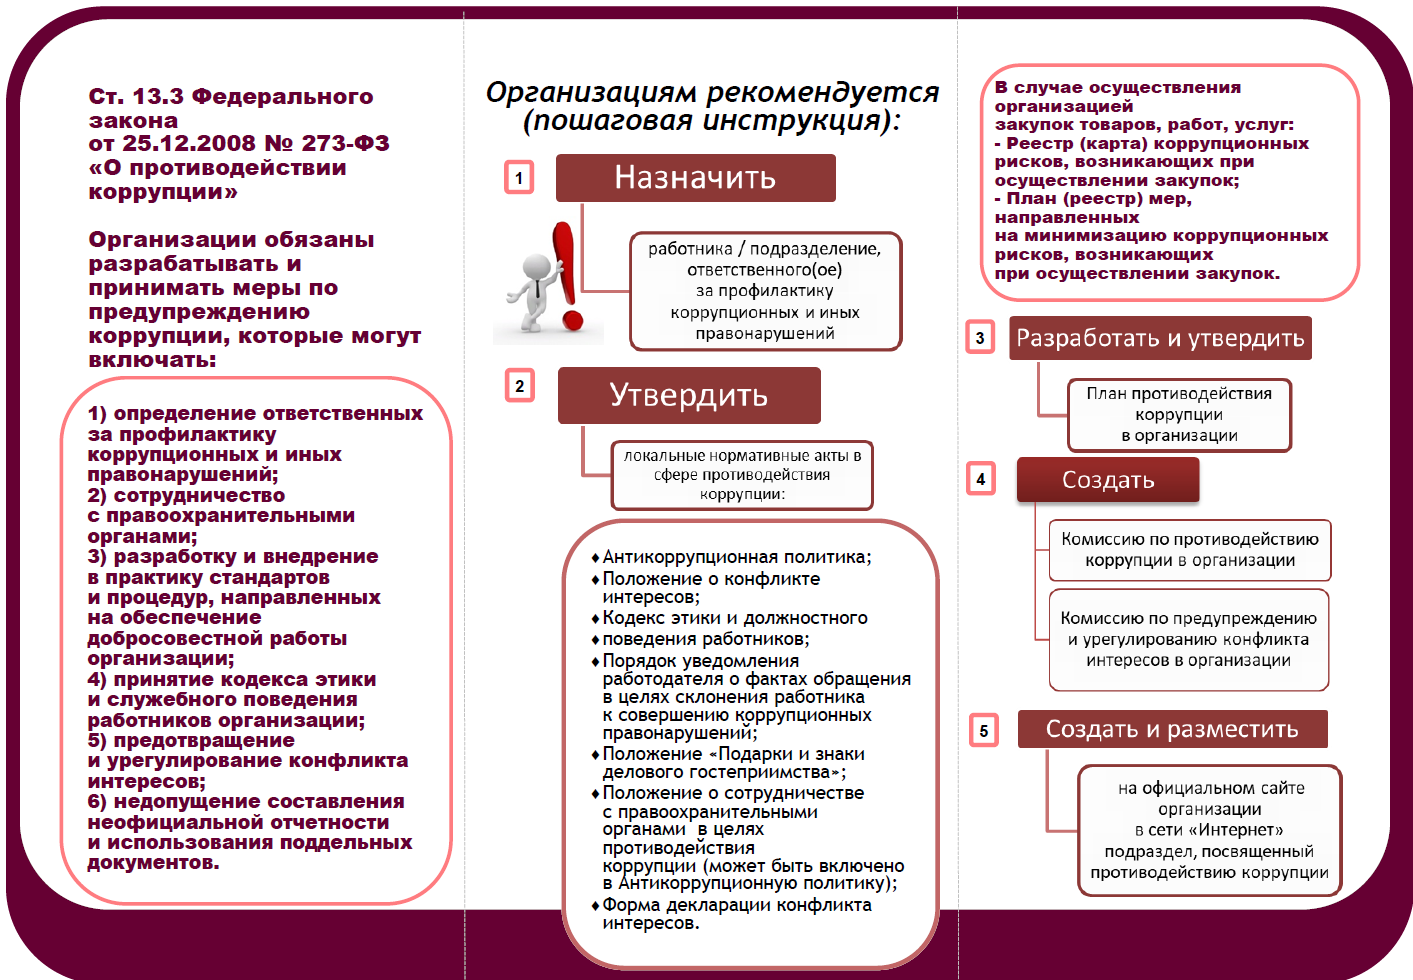 Ст. 13.3 Федерального
закона
от 25.12.2008 № 273-ФЗ
«О противодействии
коррупции»
Организации обязаны
разрабатывать и
принимать меры по
предупреждению
коррупции, которые могут
включать:
1) определение ответственных
за профилактику
коррупционных и иных
правонарушений;
2) сотрудничество
с правоохранительными
органами;
3) разработку и внедрение
в практику стандартов
и процедур, направленных
на обеспечение
добросовестной работы
организации;
4) принятие кодекса этики
и служебного поведения
работников организации;
5) предотвращение
и урегулирование конфликта
интересов;
6) недопущение составления
неофициальной отчетности
и использования поддельных
документов.
Организациям рекомендуется
(пошаговая инструкция):
1
Назначить
работника / подразделение,
ответственного(ое)
за профилактику
коррупционных и иных
правонарушений
2
Утвердить
локальные нормативные акты в
сфере противодействия
коррупции:
♦Антикоррупционная политика;
♦Положение о конфликте
интересов;
♦Кодекс этики и должностного
♦поведения работников;
♦Порядок уведомления
работодателя о фактах обращения
в целях склонения работника
к совершению коррупционных
правонарушений;
♦Положение «Подарки и знаки
делового гостеприимства»;
♦Положение о сотрудничестве
с правоохранительными
органами в целях
противодействия
коррупции (может быть включено
в Антикоррупционную политику);
♦Форма декларации конфликта
интересов.
В случае осуществления
организацией
закупок товаров, работ, услуг:
- Реестр (карта) коррупционных
рисков, возникающих при
осуществлении закупок;
- План (реестр) мер,
направленных
на минимизацию коррупционных
рисков, возникающих
при осуществлении закупок.
3
Разработать и утвердить
План противодействия
коррупции
в организации
4
Создать
Комиссию по противодействию
коррупции в организации
Комиссию по предупреждению
и урегулированию конфликта
интересов в организации
5
Создать и разместить
на официальном сайте
организации
в сети «Интернет»
подраздел, посвященный
противодействию коррупции